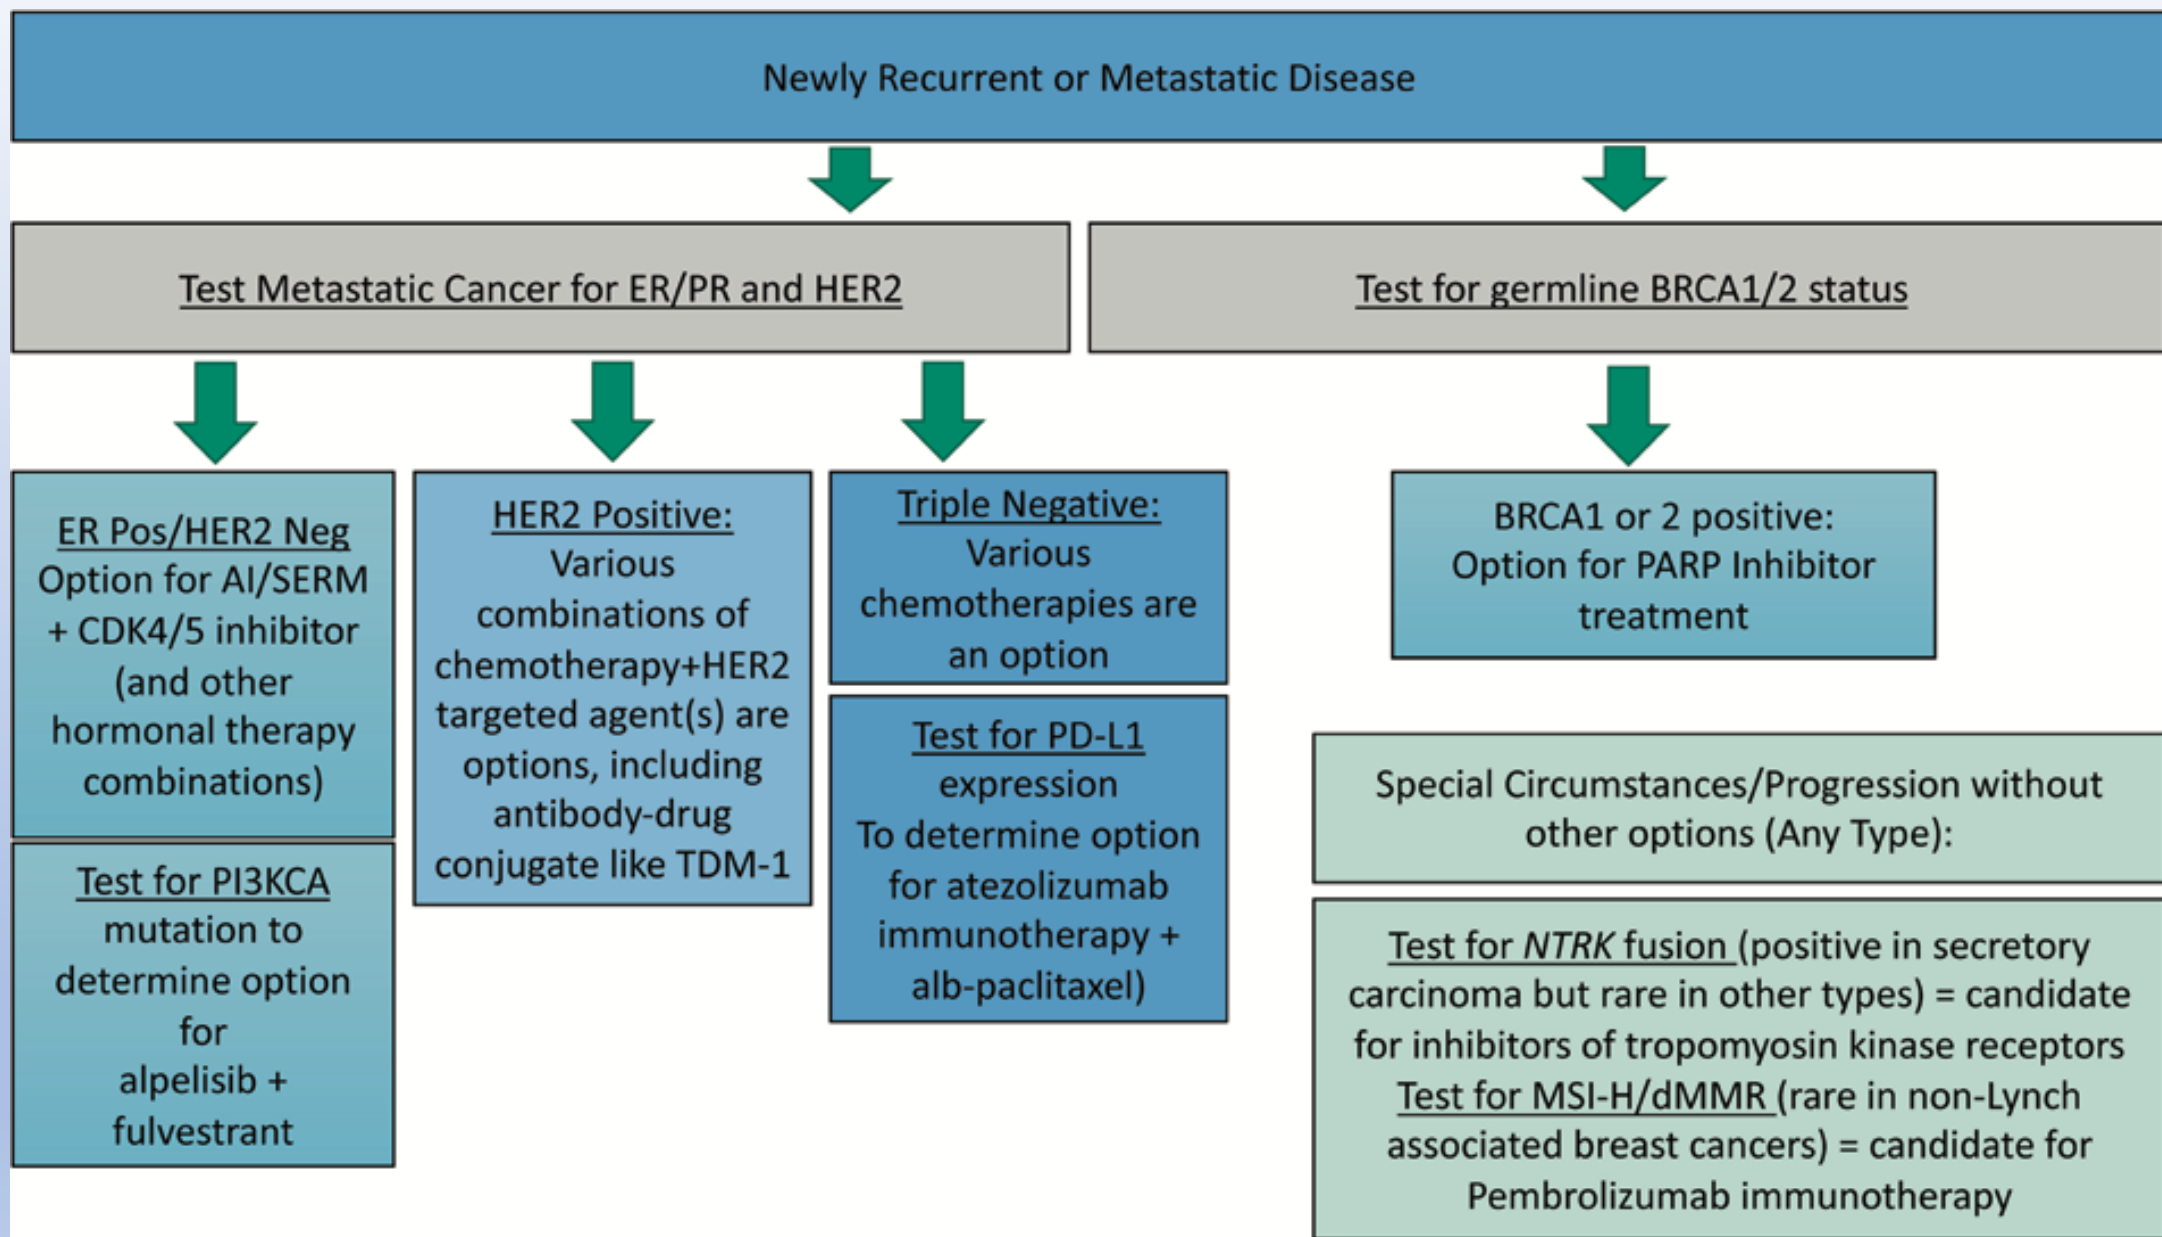 Newly Recurrent or Metastatic Disease
Test Metastatic Cancer for ER/PR and HER2
Test for germline BRCA1/2 status
ER Pos/HER2 Neg
Option for AI/SERM
+ CDK4/5 inhibitor
(and other
hormonal therapy
combinations)
Test for PI3KCA
mutation to
determine option
for
alpelisib +
fulvestrant
HER2 Positive:
Various
combinations of
chemotherapy+HER2
targeted agent(s) are
options, including
antibody-drug
conjugate like TDM-1
Triple Negative:
Various
chemotherapies are
an option
Test for PD-L1
expression
To determine option
for atezolizumab
immunotherapy +
alb-paclitaxel)
BRCA1 or 2 positive:
Option for PARP Inhibitor
treatment
Special Circumstances/Progression without
other options (Any Type):
Test for NTRK fusion (positive in secretory
carcinoma but rare in other types) = candidate
for inhibitors of tropomyosin kinase receptors
Test for MSI-H/dMMR (rare in non-Lynch
associated breast cancers) = candidate for
Pembrolizumab immunotherapy